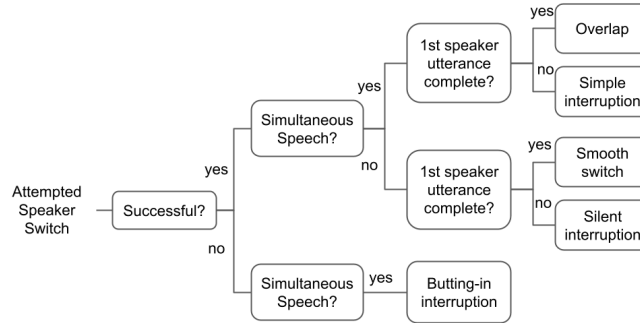 Attempted
Speaker
Switch
Successful?
yes
no
Simultaneous
Speech?
yes
no
1st speaker
utterance
complete?
yes
Overlap
no
Simple
interruption
1st speaker
utterance
complete?
yes
Smooth
switch
no
Silent
interruption
Simultaneous
Speech?
yes
Butting-in
interruption